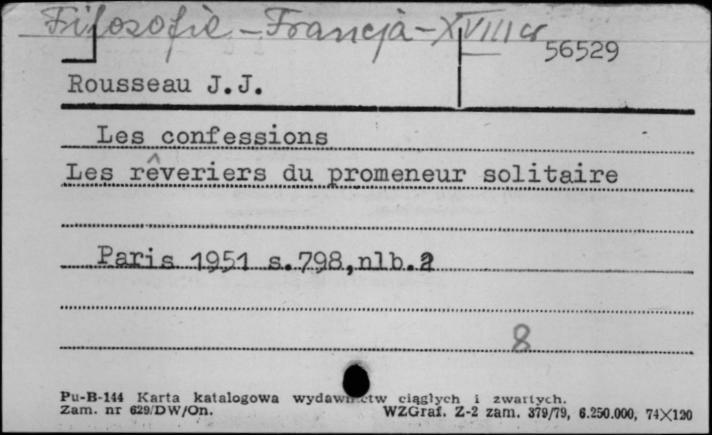 Filozofia - Francja - XVIII w
56529
Rousseau J.J.
Les confessions
Les rêveriers du promeneur solitaire
Paris 1951 s.798,nlb.2
8
Pu-B-144 Karta katalogowa wydawnictw ciągłych i zwartych.
Zam. nr 629/DW/On. WZGraf. Z-2 zam. 379/79, 6.250.000, 74X120